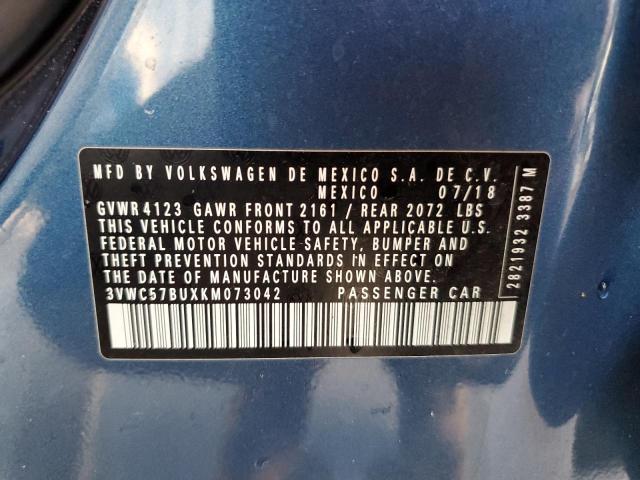 MFD BY VOLKSWAGEN DE MEXICO S.A. DE C.V.
MEXICO 07/18
GVWR 4123 GAWR FRONT 2161 / REAR 2072 LBS
THIS VEHICLE CONFORMS TO ALL APPLICABLE U.S.
FEDERAL MOTOR VEHICLE SAFETY, BUMPER AND
THEFT PREVENTION STANDARDS IN EFFECT ON
THE DATE OF MANUFACTURE SHOWN ABOVE.
3VWC57BUXKM073042 PASSENGER CAR
2821932 3387 M